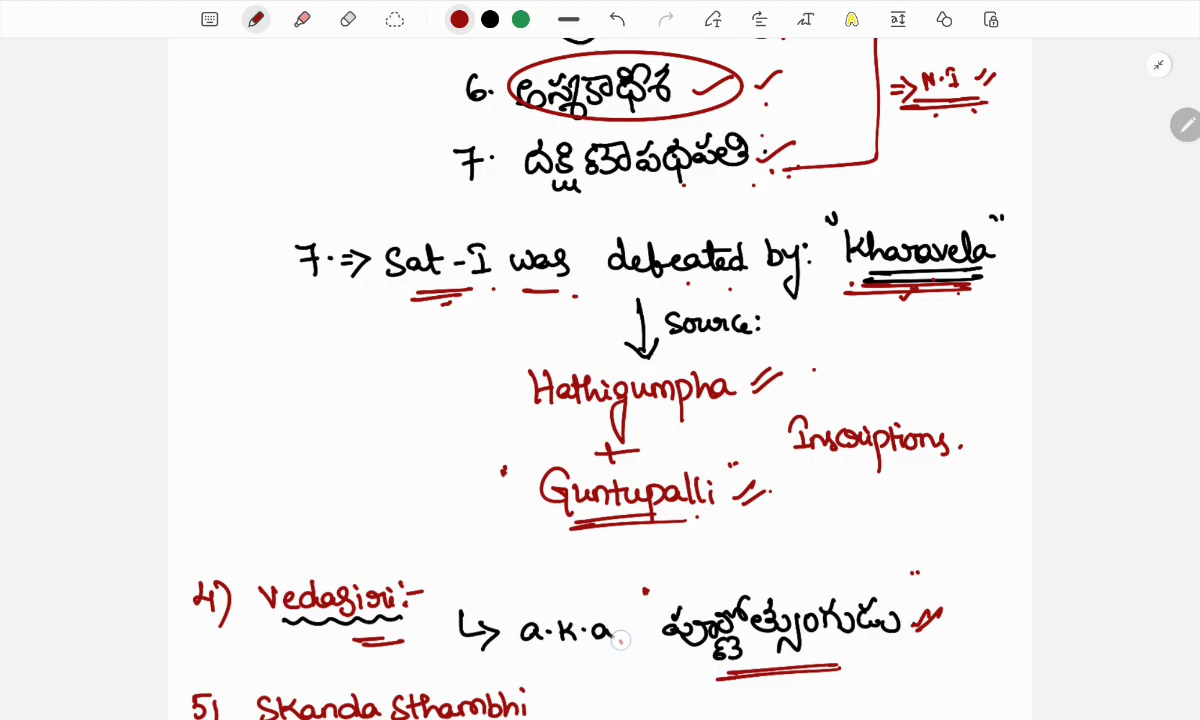 6. అస్మకాధీశ
=> N.I
7. దక్షిణాపథపతి
7. => Sat-I was defeated by: "Kharavela"
Source:
Hathigumpha
+
Inscriptions.
"Guntupalli"
4) Vedasiri:-
↳ a.k.a పూర్ణోత్సుంగుడు
5) Skanda Sthambhi